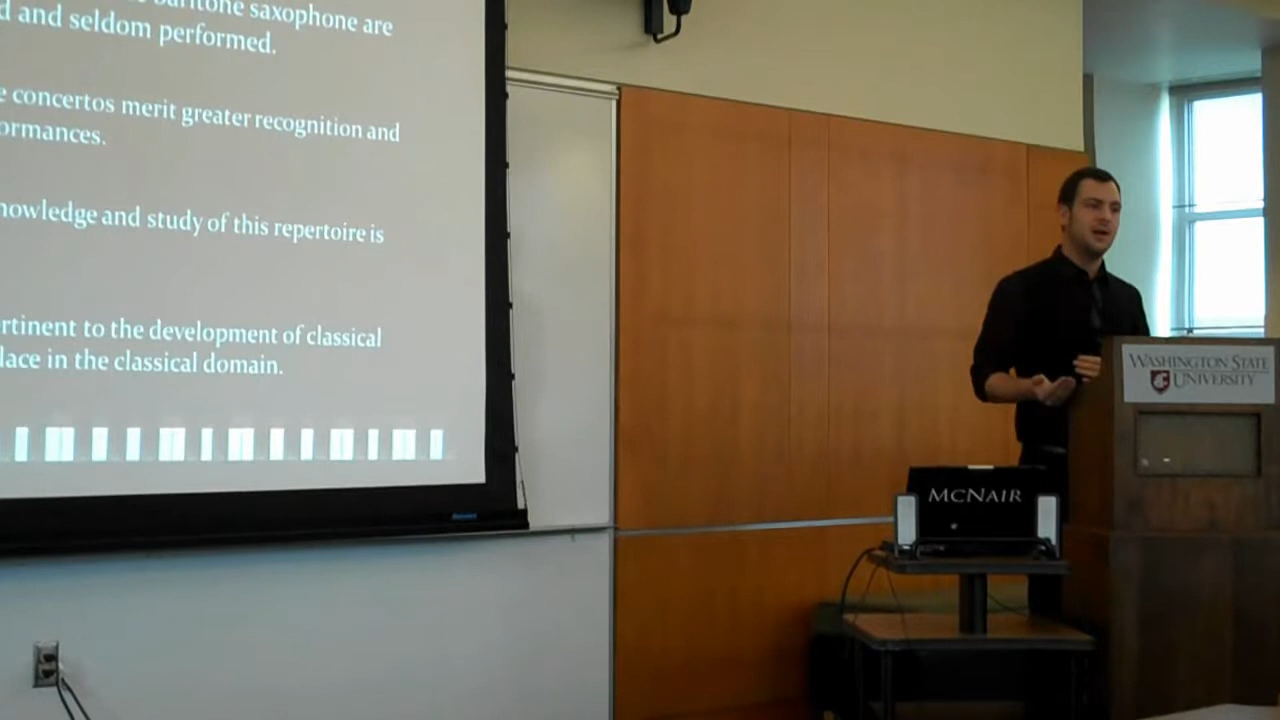 baritone saxophone are
d and seldom performed.
e concertos merit greater recognition and
ormances.
nowledge and study of this repertoire is
ertinent to the development of classical
lace in the classical domain.
WASHINGTON STATE
UNIVERSITY
MCNAIR